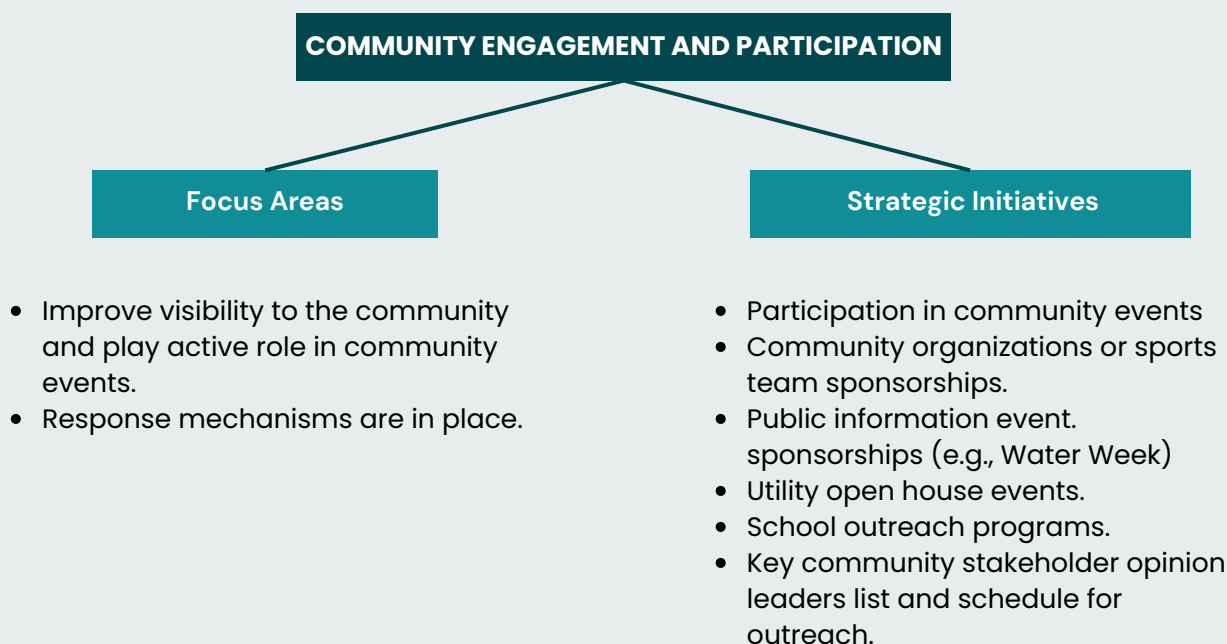 COMMUNITY ENGAGEMENT AND PARTICIPATION
Focus Areas
• Improve visibility to the community
and play active role in community
events.
• Response mechanisms are in place.
Strategic Initiatives
• Participation in community events
• Community organizations or sports
team sponsorships.
• Public information event.
sponsorships (e.g., Water Week)
• Utility open house events.
• School outreach programs.
• Key community stakeholder opinion
leaders list and schedule for
outreach.